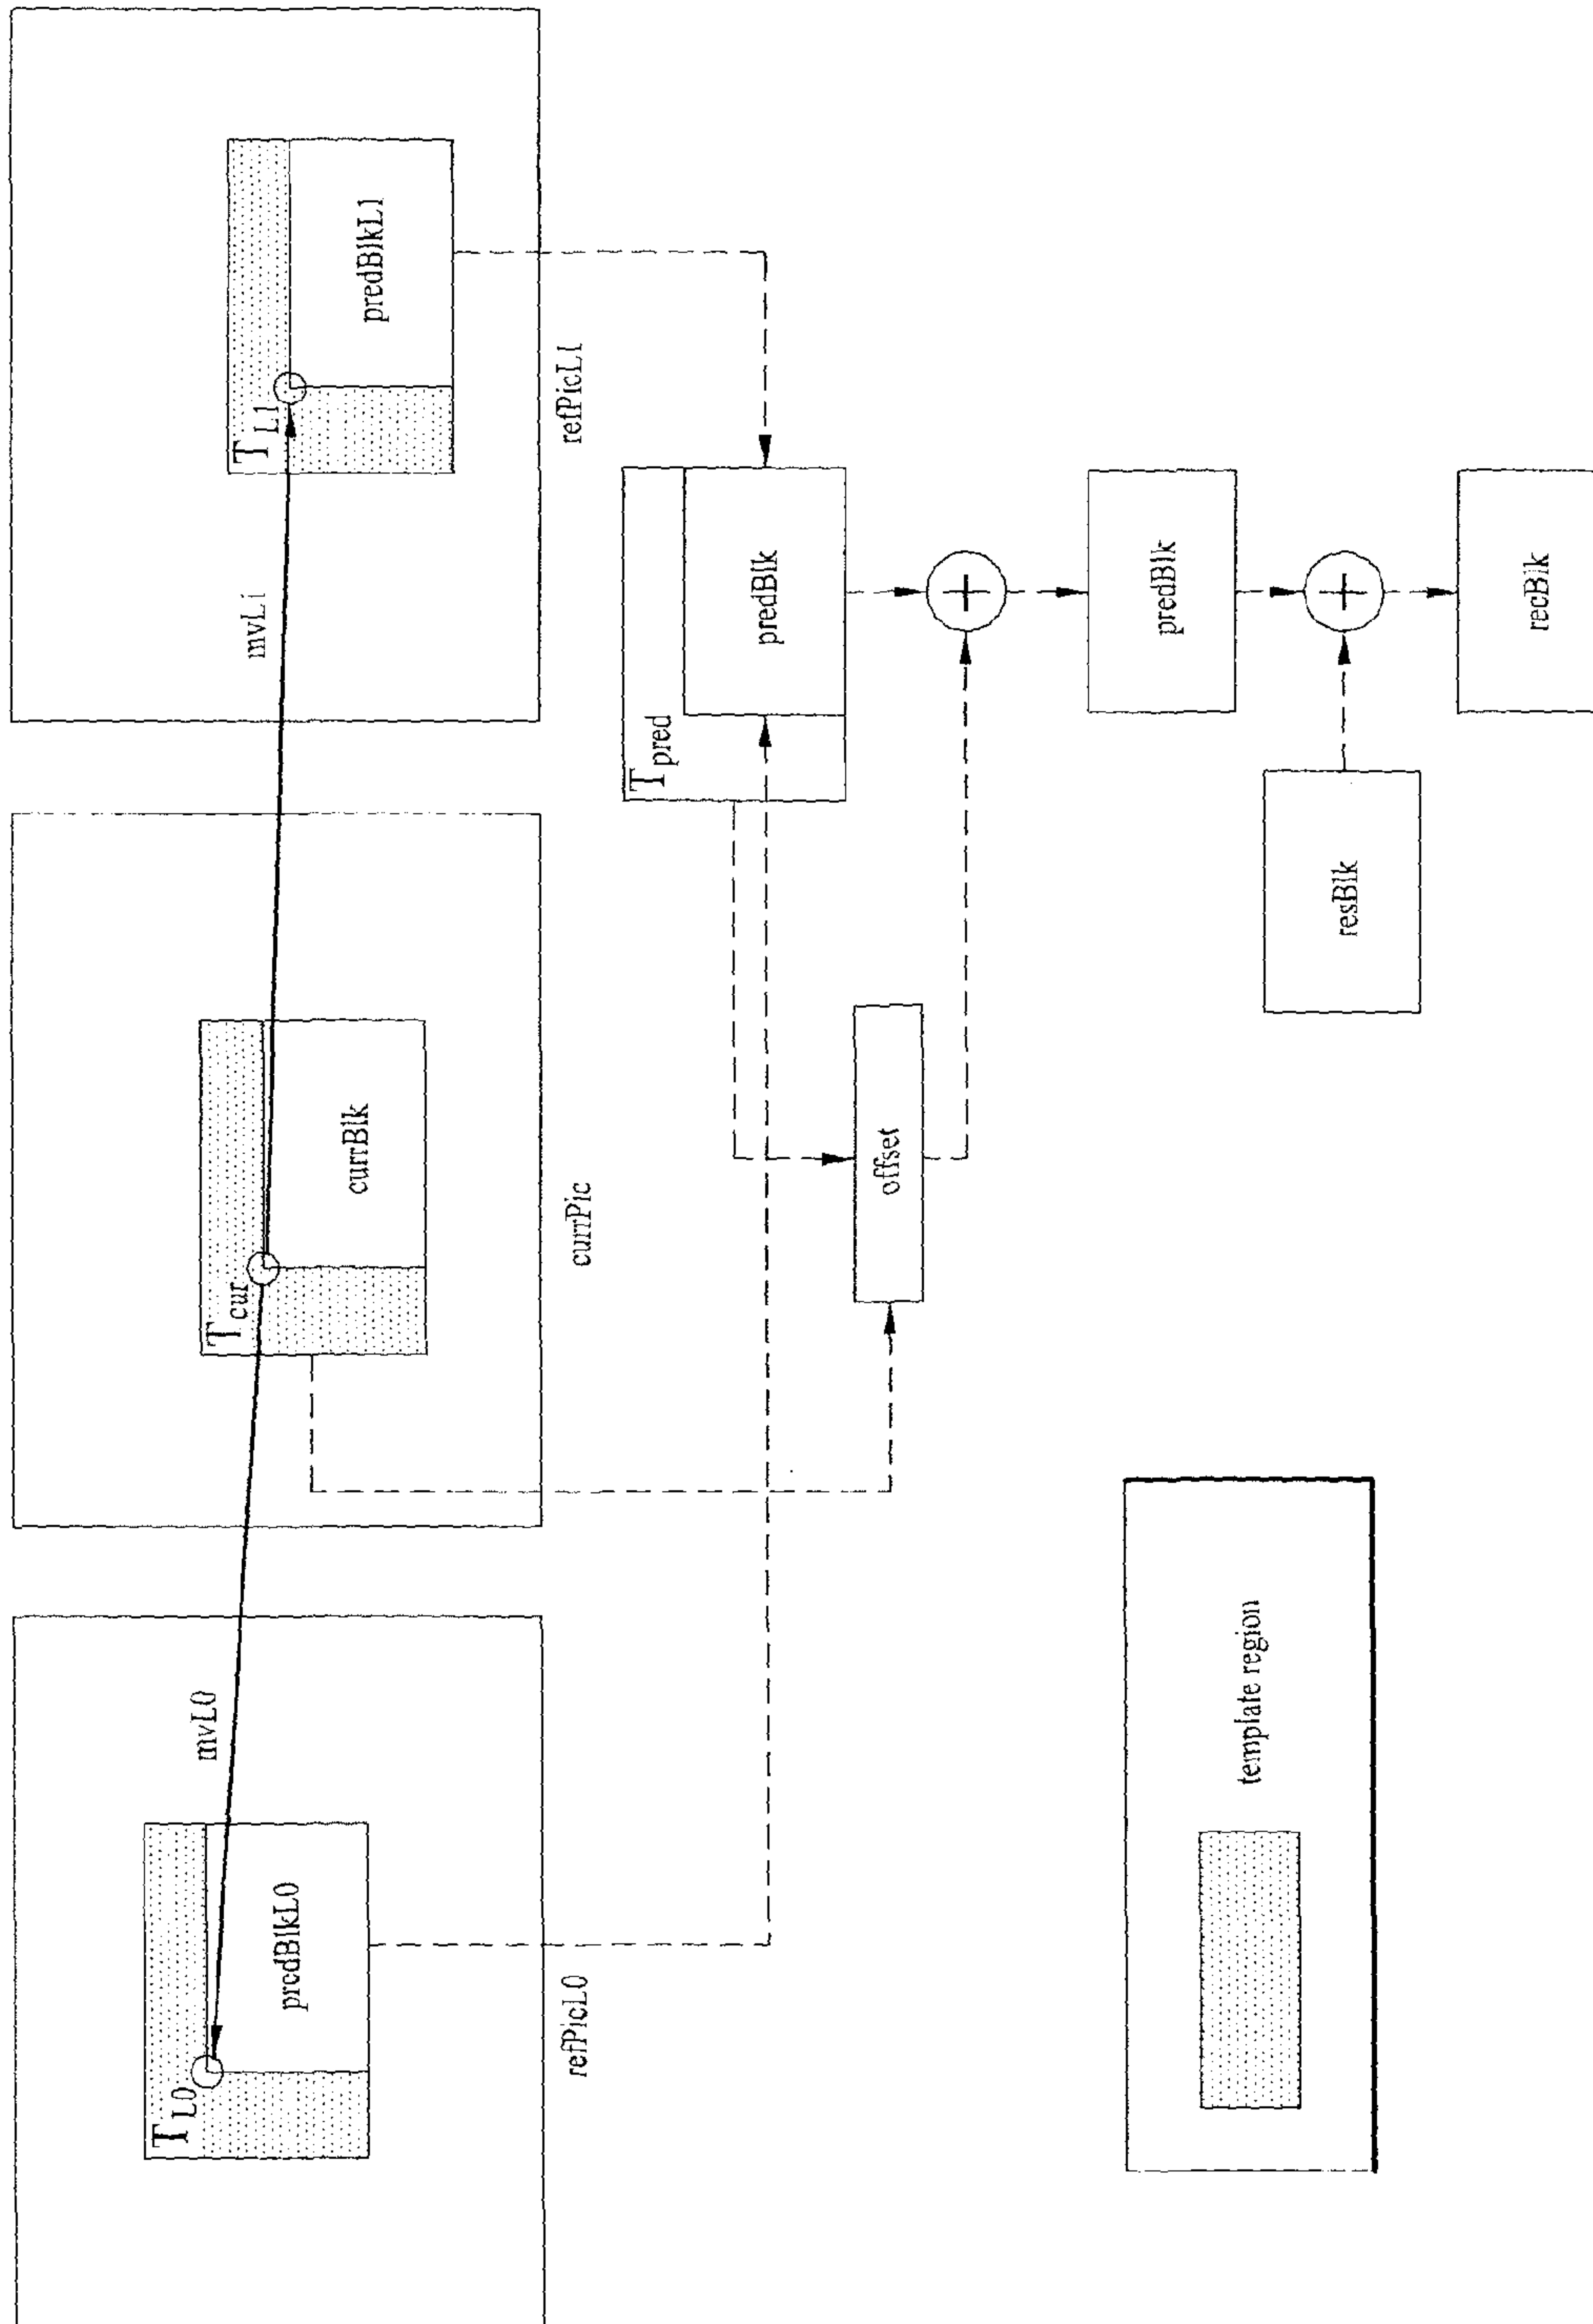 T L0
predBlkL0
refPicL0
mvL0
T cur
currBlk
currPic
mvL1
T L1
predBlkL1
refPicL1
T pred
predBlk
offset
predBlk
resBlk
recBlk
template region